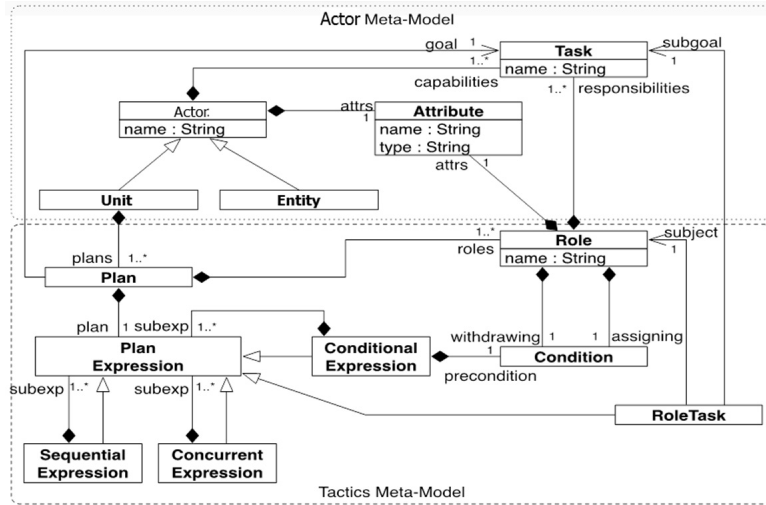 Actor Meta-Model
goal 1
Task
subgoal
1
name : String
1..*
capabilities
1..*
responsibilities
Actor.
name : String
attrs
1
Attribute
name : String
type : String
attrs
1
Unit
Entity
plans
1..*
1..*
roles
Role
name : String
subject
1
Plan
plan
1
subexp
1..*
withdrawing
1
1
assigning
Plan
Expression
Conditional
Expression
1
precondition
Condition
subexp
1..*
subexp
1..*
RoleTask
Sequential
Expression
Concurrent
Expression
Tactics Meta-Model